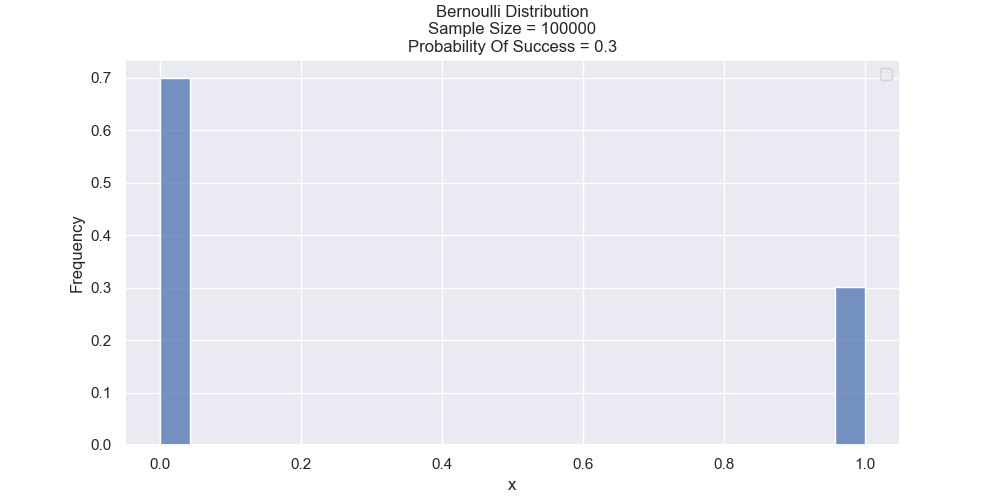 Bernoulli Distribution
Sample Size = 100000
Probability Of Success = 0.3
Frequency
0.7
0.6
0.5
0.4
0.3
0.2
0.1
0.0
0.0 0.2 0.4 0.6 0.8 1.0
x